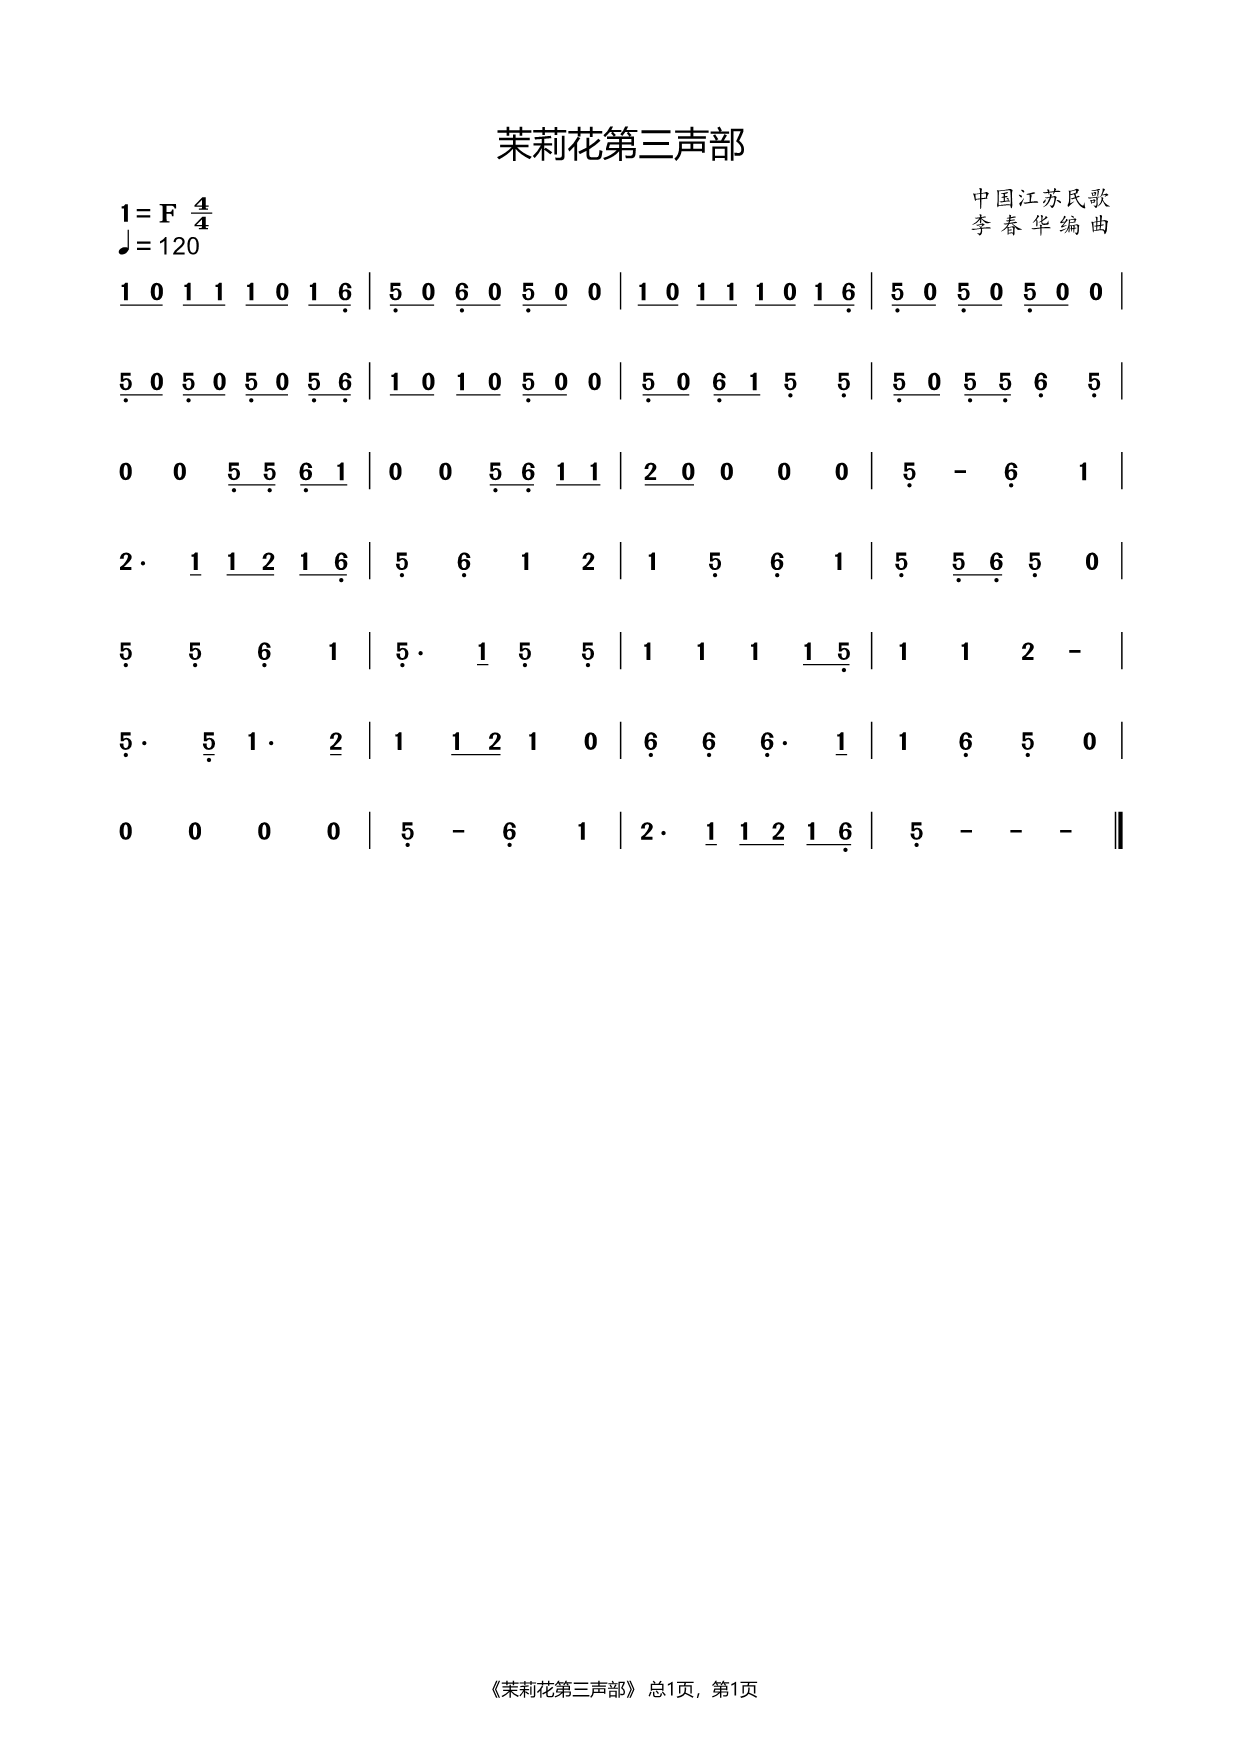 茉莉花第三声部
1= F 4/4
中国江苏民歌
♩= 120
李春华编曲
1 0 1 1 1 0 1 6̣ | 5̣ 0 6̣ 0 5̣ 0 0 | 1 0 1 1 1 0 1 6̣ | 5̣ 0 5̣ 0 5̣ 0 0 |
5̣ 0 5̣ 0 5̣ 0 5̣ 6̣ | 1 0 1 0 5̣ 0 0 | 5̣ 0 6̣ 1 5̣ 5̣ | 5̣ 0 5̣ 5̣ 6̣ 5̣ |
0 0 5̣ 5̣ 6̣ 1 | 0 0 5̣ 6̣ 1 1 | 2 0 0 0 0 | 5̣ - 6̣ 1 |
2· 1 1 2 1 6̣ | 5̣ 6̣ 1 2 | 1 5̣ 6̣ 1 | 5̣ 5̣ 6̣ 5̣ 0 |
5̣ 5̣ 6̣ 1 | 5̣· 1 5̣ 5̣ | 1 1 1 1 5̣ | 1 1 2 - |
5̣· 5̣ 1· 2 | 1 1 2 1 0 | 6̣ 6̣ 6̣· 1 | 1 6̣ 5̣ 0 |
0 0 0 0 | 5̣ - 6̣ 1 | 2· 1 1 2 1 6̣ | 5̣ - - - ‖
《茉莉花第三声部》 总1页，第1页